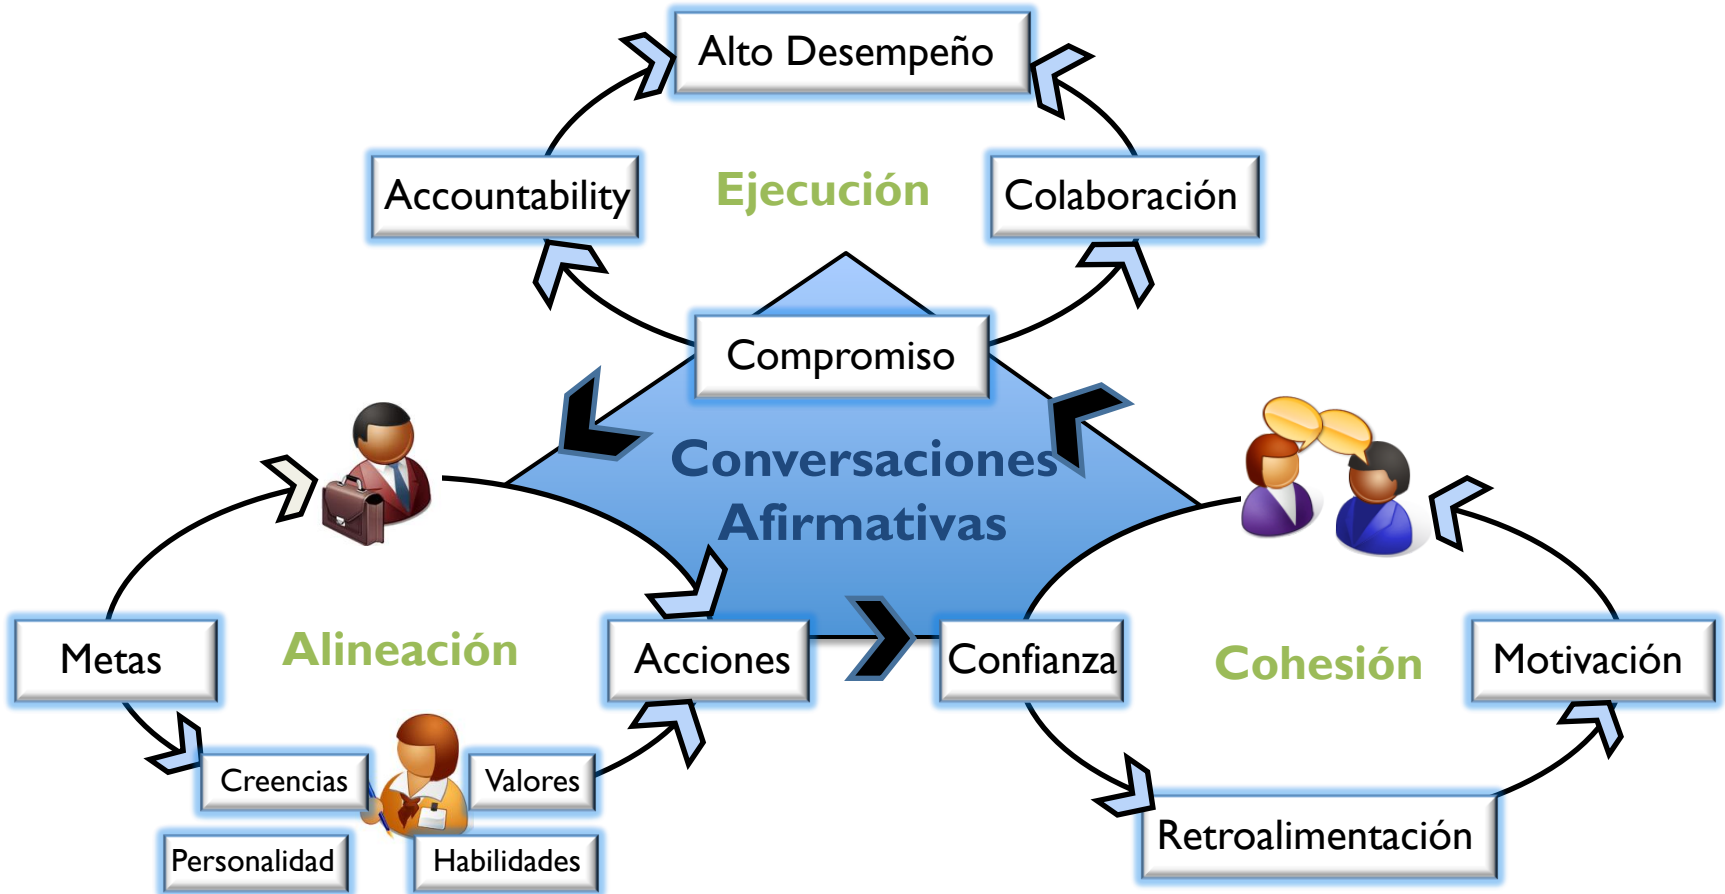 Alto Desempeño
Accountability
Ejecución
Colaboración
Compromiso
Conversaciones
Afirmativas
Metas
Alineación
Acciones
Confianza
Cohesión
Motivación
Creencias
Valores
Personalidad
Habilidades
Retroalimentación